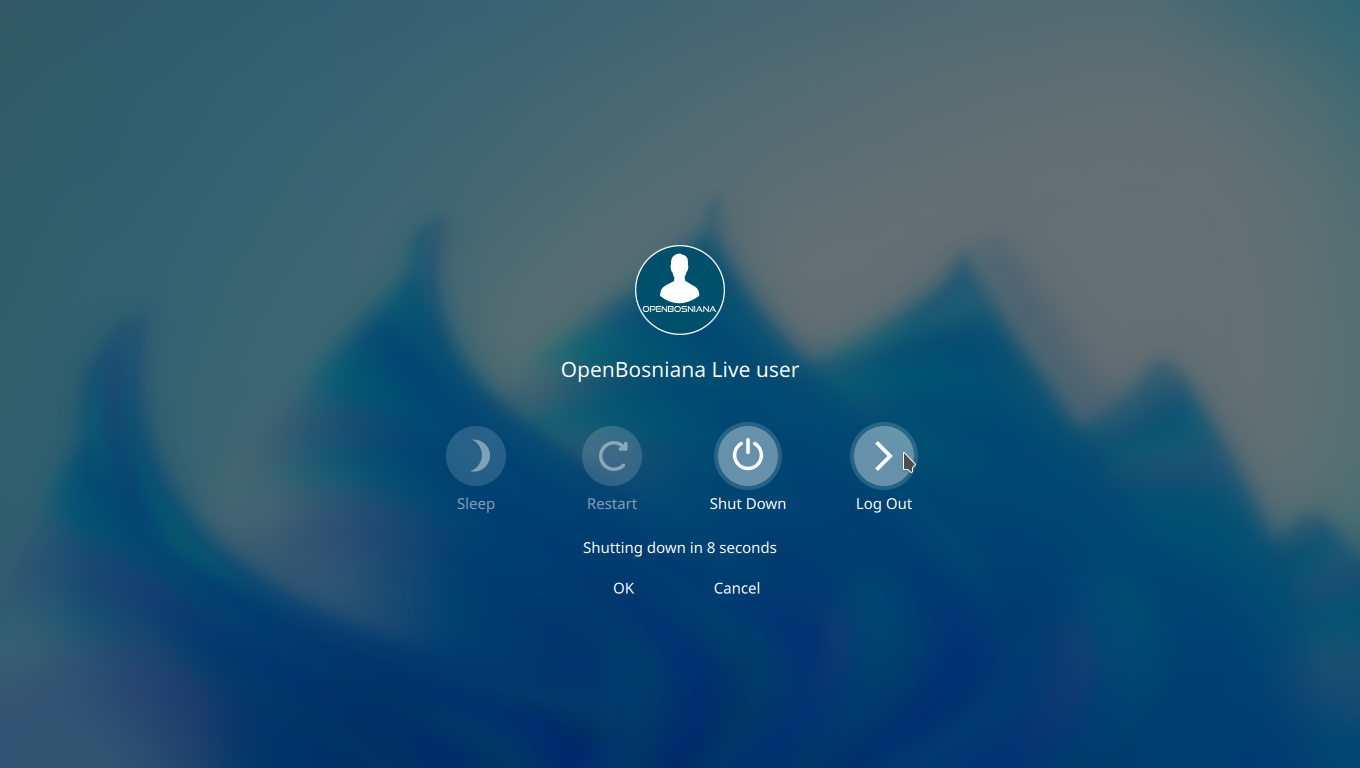 OPENBOSNIANA
OpenBosniana Live user
Sleep
Restart
Shut Down
Log Out
Shutting down in 8 seconds
OK
Cancel